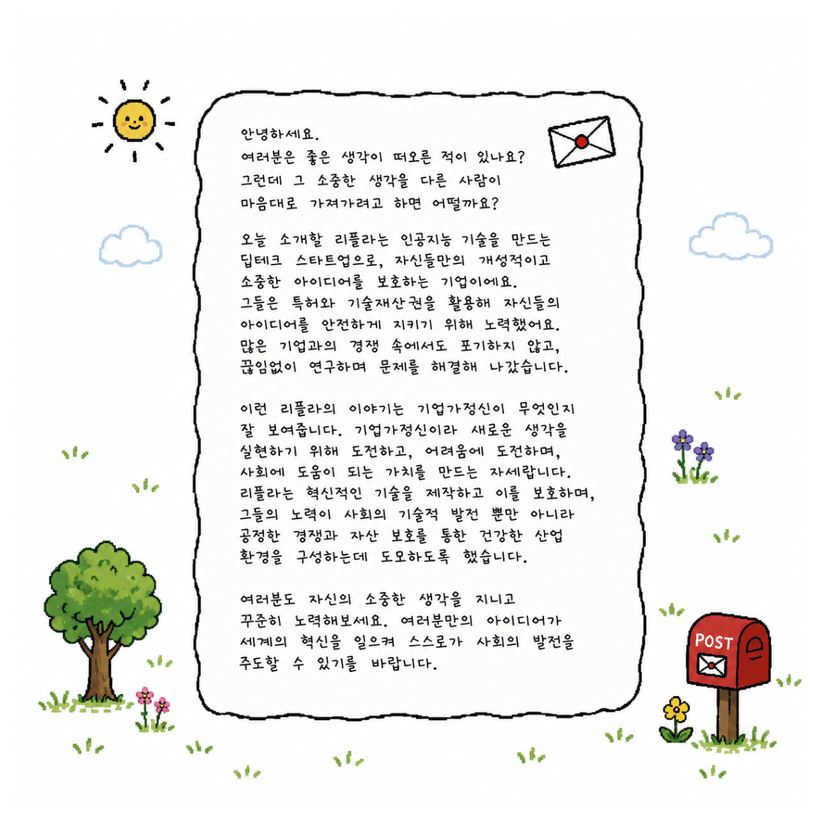 안녕하세요.
여러분은 좋은 생각이 떠오른 적이 있나요?
그런데 그 소중한 생각을 다른 사람이
마음대로 가져가려고 하면 어떨까요?
오늘 소개할 리플라는 인공지능 기술을 만드는
딥테크 스타트업으로, 자신들만의 개성적이고
소중한 아이디어를 보호하는 기업이에요.
그들은 특허와 기술재산권을 활용해 자신들의
아이디어를 안전하게 지키기 위해 노력했어요.
많은 기업과의 경쟁 속에서도 포기하지 않고,
끊임없이 연구하며 문제를 해결해 나갔습니다.
이런 리플라의 이야기는 기업가정신이 무엇인지
잘 보여줍니다. 기업가정신이라 새로운 생각을
실현하기 위해 도전하고, 어려움에 도전하며,
사회에 도움이 되는 가치를 만드는 자세랍니다.
리플라는 혁신적인 기술을 제작하고 이를 보호하며,
그들의 노력이 사회의 기술적 발전 뿐만 아니라
공정한 경쟁과 자산 보호를 통한 건강한 산업
환경을 구성하는데 도모하도록 했습니다.
여러분도 자신의 소중한 생각을 지니고
꾸준히 노력해보세요. 여러분만의 아이디어가
세계의 혁신을 일으켜 스스로가 사회의 발전을
주도할 수 있기를 바랍니다.
POST